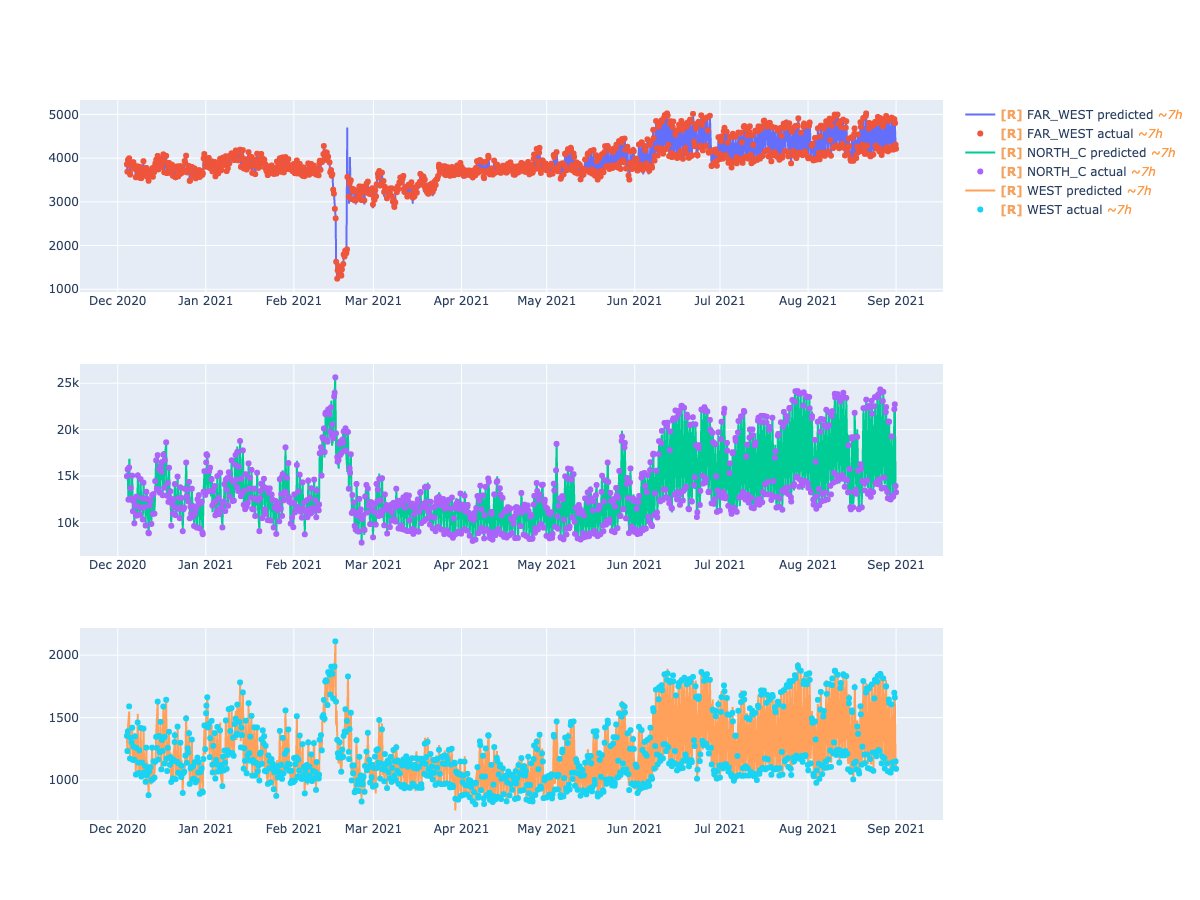 5000
4000
3000
2000
1000
Dec 2020 Jan 2021 Feb 2021 Mar 2021 Apr 2021 May 2021 Jun 2021 Jul 2021 Aug 2021 Sep 2021
[R] FAR_WEST predicted ~7h
[R] FAR_WEST actual ~7h
[R] NORTH_C predicted ~7h
[R] NORTH_C actual ~7h
[R] WEST predicted ~7h
[R] WEST actual ~7h
25k
20k
15k
10k
Dec 2020 Jan 2021 Feb 2021 Mar 2021 Apr 2021 May 2021 Jun 2021 Jul 2021 Aug 2021 Sep 2021
2000
1500
1000
Dec 2020 Jan 2021 Feb 2021 Mar 2021 Apr 2021 May 2021 Jun 2021 Jul 2021 Aug 2021 Sep 2021